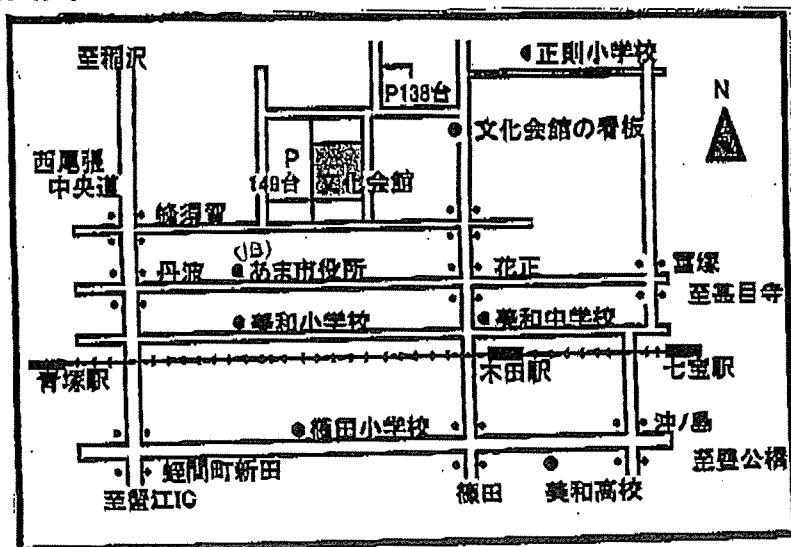 至稲沢
正則小学校
P138台
N
文化会館の看板
西尾張
中央道
P
149台
文化会館
蜂須賀
(旧)
丹波
あま市役所
花正
富塚
至甚目寺
美和小学校
美和中学校
青塚駅
木田駅
七宝駅
篠田小学校
沖ノ島
蛭間町新田
至豊公橋
至蟹江IC
篠田
美和高校